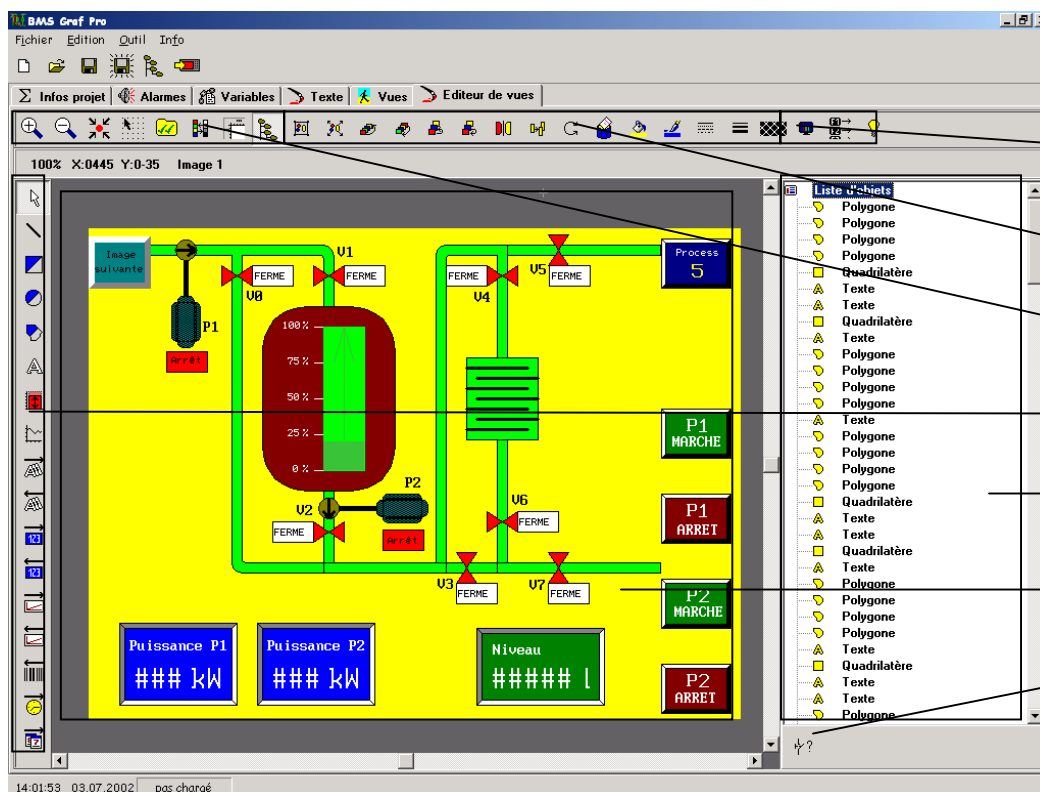 BMS Graf Pro
Fichier Edition Outil Info
Infos projet Alarmes Variables Texte Vues Editeur de vues
100% X:0445 Y:0-35 Image 1
Image
suivante
V1
FERME
FERME
V0
P1
Arrêt
100%
75%
50%
25%
0%
P2
V2
FERME
Arrêt
FERME
V4
V5
FERME
Process
5
V6
FERME
V3
FERME
V7
FERME
P1
MARCHE
P1
ARRET
P2
MARCHE
P2
ARRET
Puissance P1
### kW
Puissance P2
### kW
Niveau
##### l
123
123
Liste d'objets
Polygone
Polygone
Polygone
Polygone
Quadrilatère
Texte
Texte
Quadrilatère
Texte
Polygone
Polygone
Polygone
Polygone
Texte
Polygone
Polygone
Polygone
Polygone
Quadrilatère
Texte
Texte
Quadrilatère
Texte
Polygone
Polygone
Polygone
Polygone
Texte
Quadrilatère
Texte
Texte
Polygone
?
14:01:53 03.07.2002 pas chargé